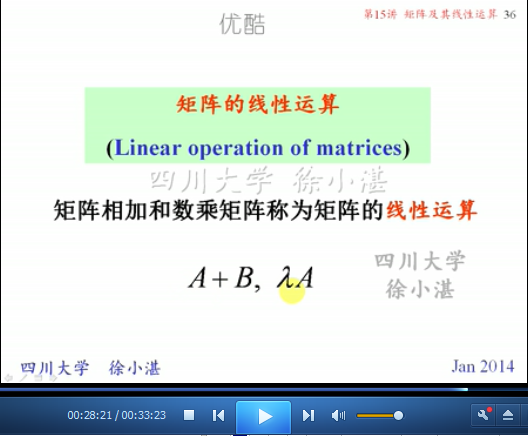 优酷
第15讲 矩阵及其线性运算 36
矩阵的线性运算
(Linear operation of matrices)
四川大学 徐小湛
矩阵相加和数乘矩阵称为矩阵的线性运算
A + B, λA
四川大学
徐小湛
四川大学 徐小湛
Jan 2014
00:28:21 / 00:33:23